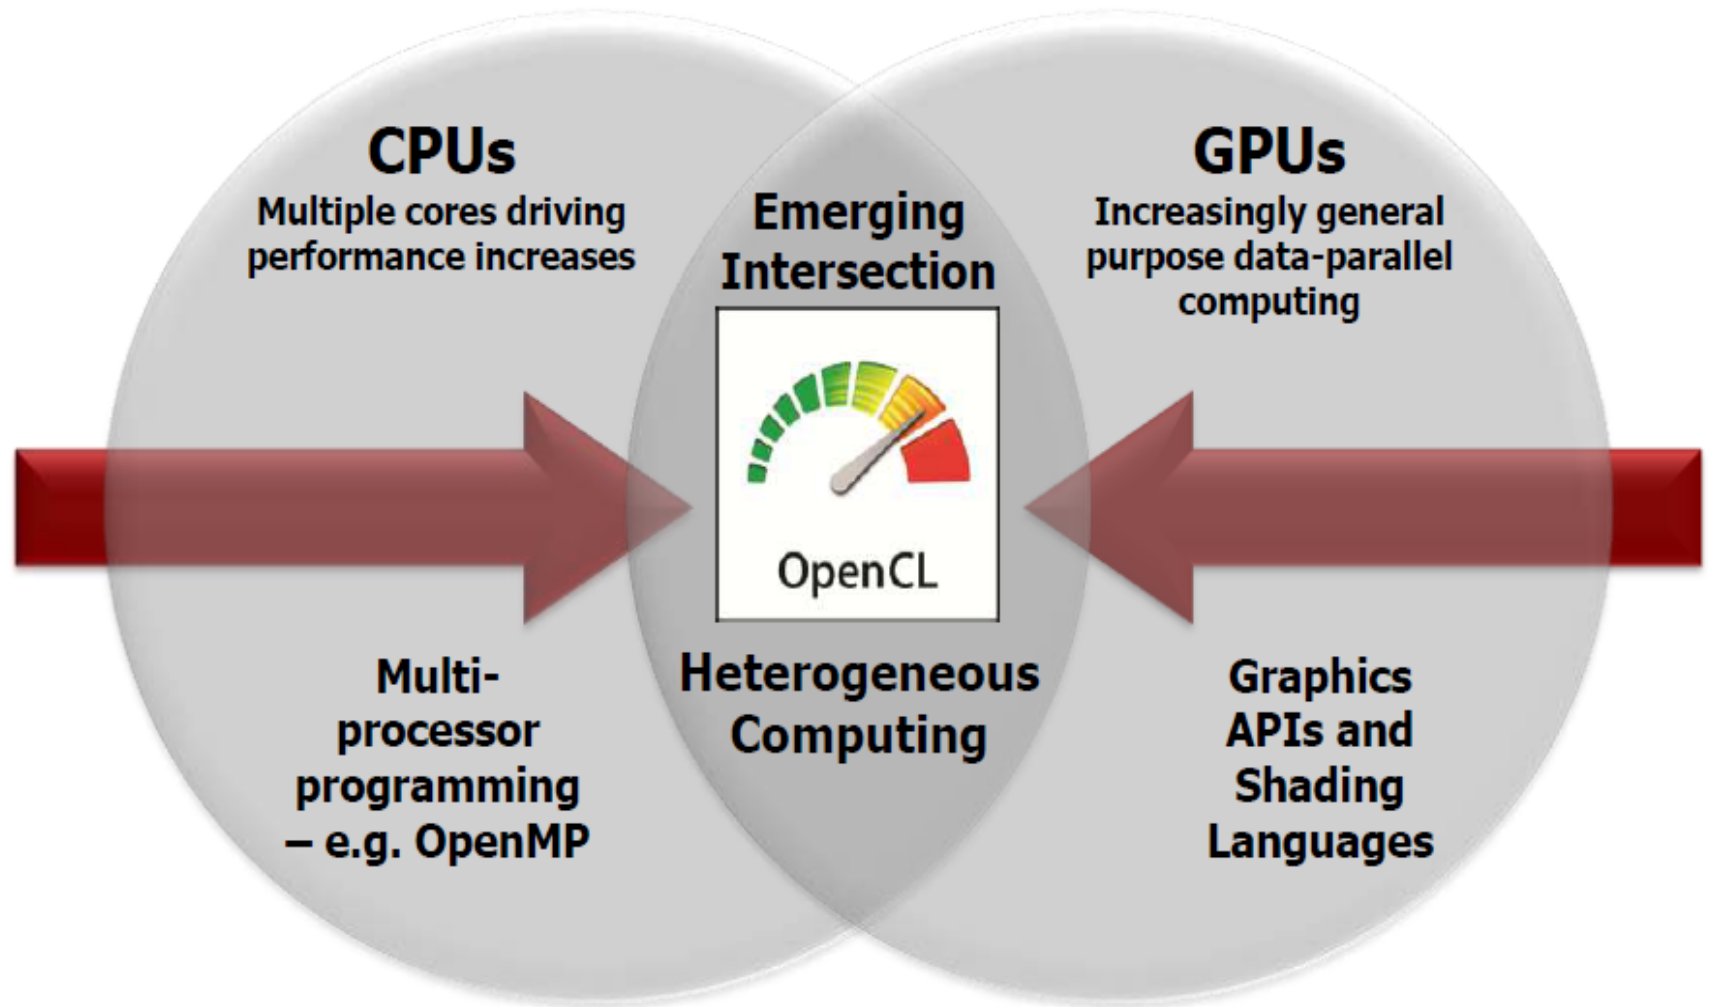 CPUs
Multiple cores driving
performance increases
Emerging
Intersection
OpenCL
Heterogeneous
Computing
GPUs
Increasingly general
purpose data-parallel
computing
Multi-
processor
programming
– e.g. OpenMP
Graphics
APIs and
Shading
Languages